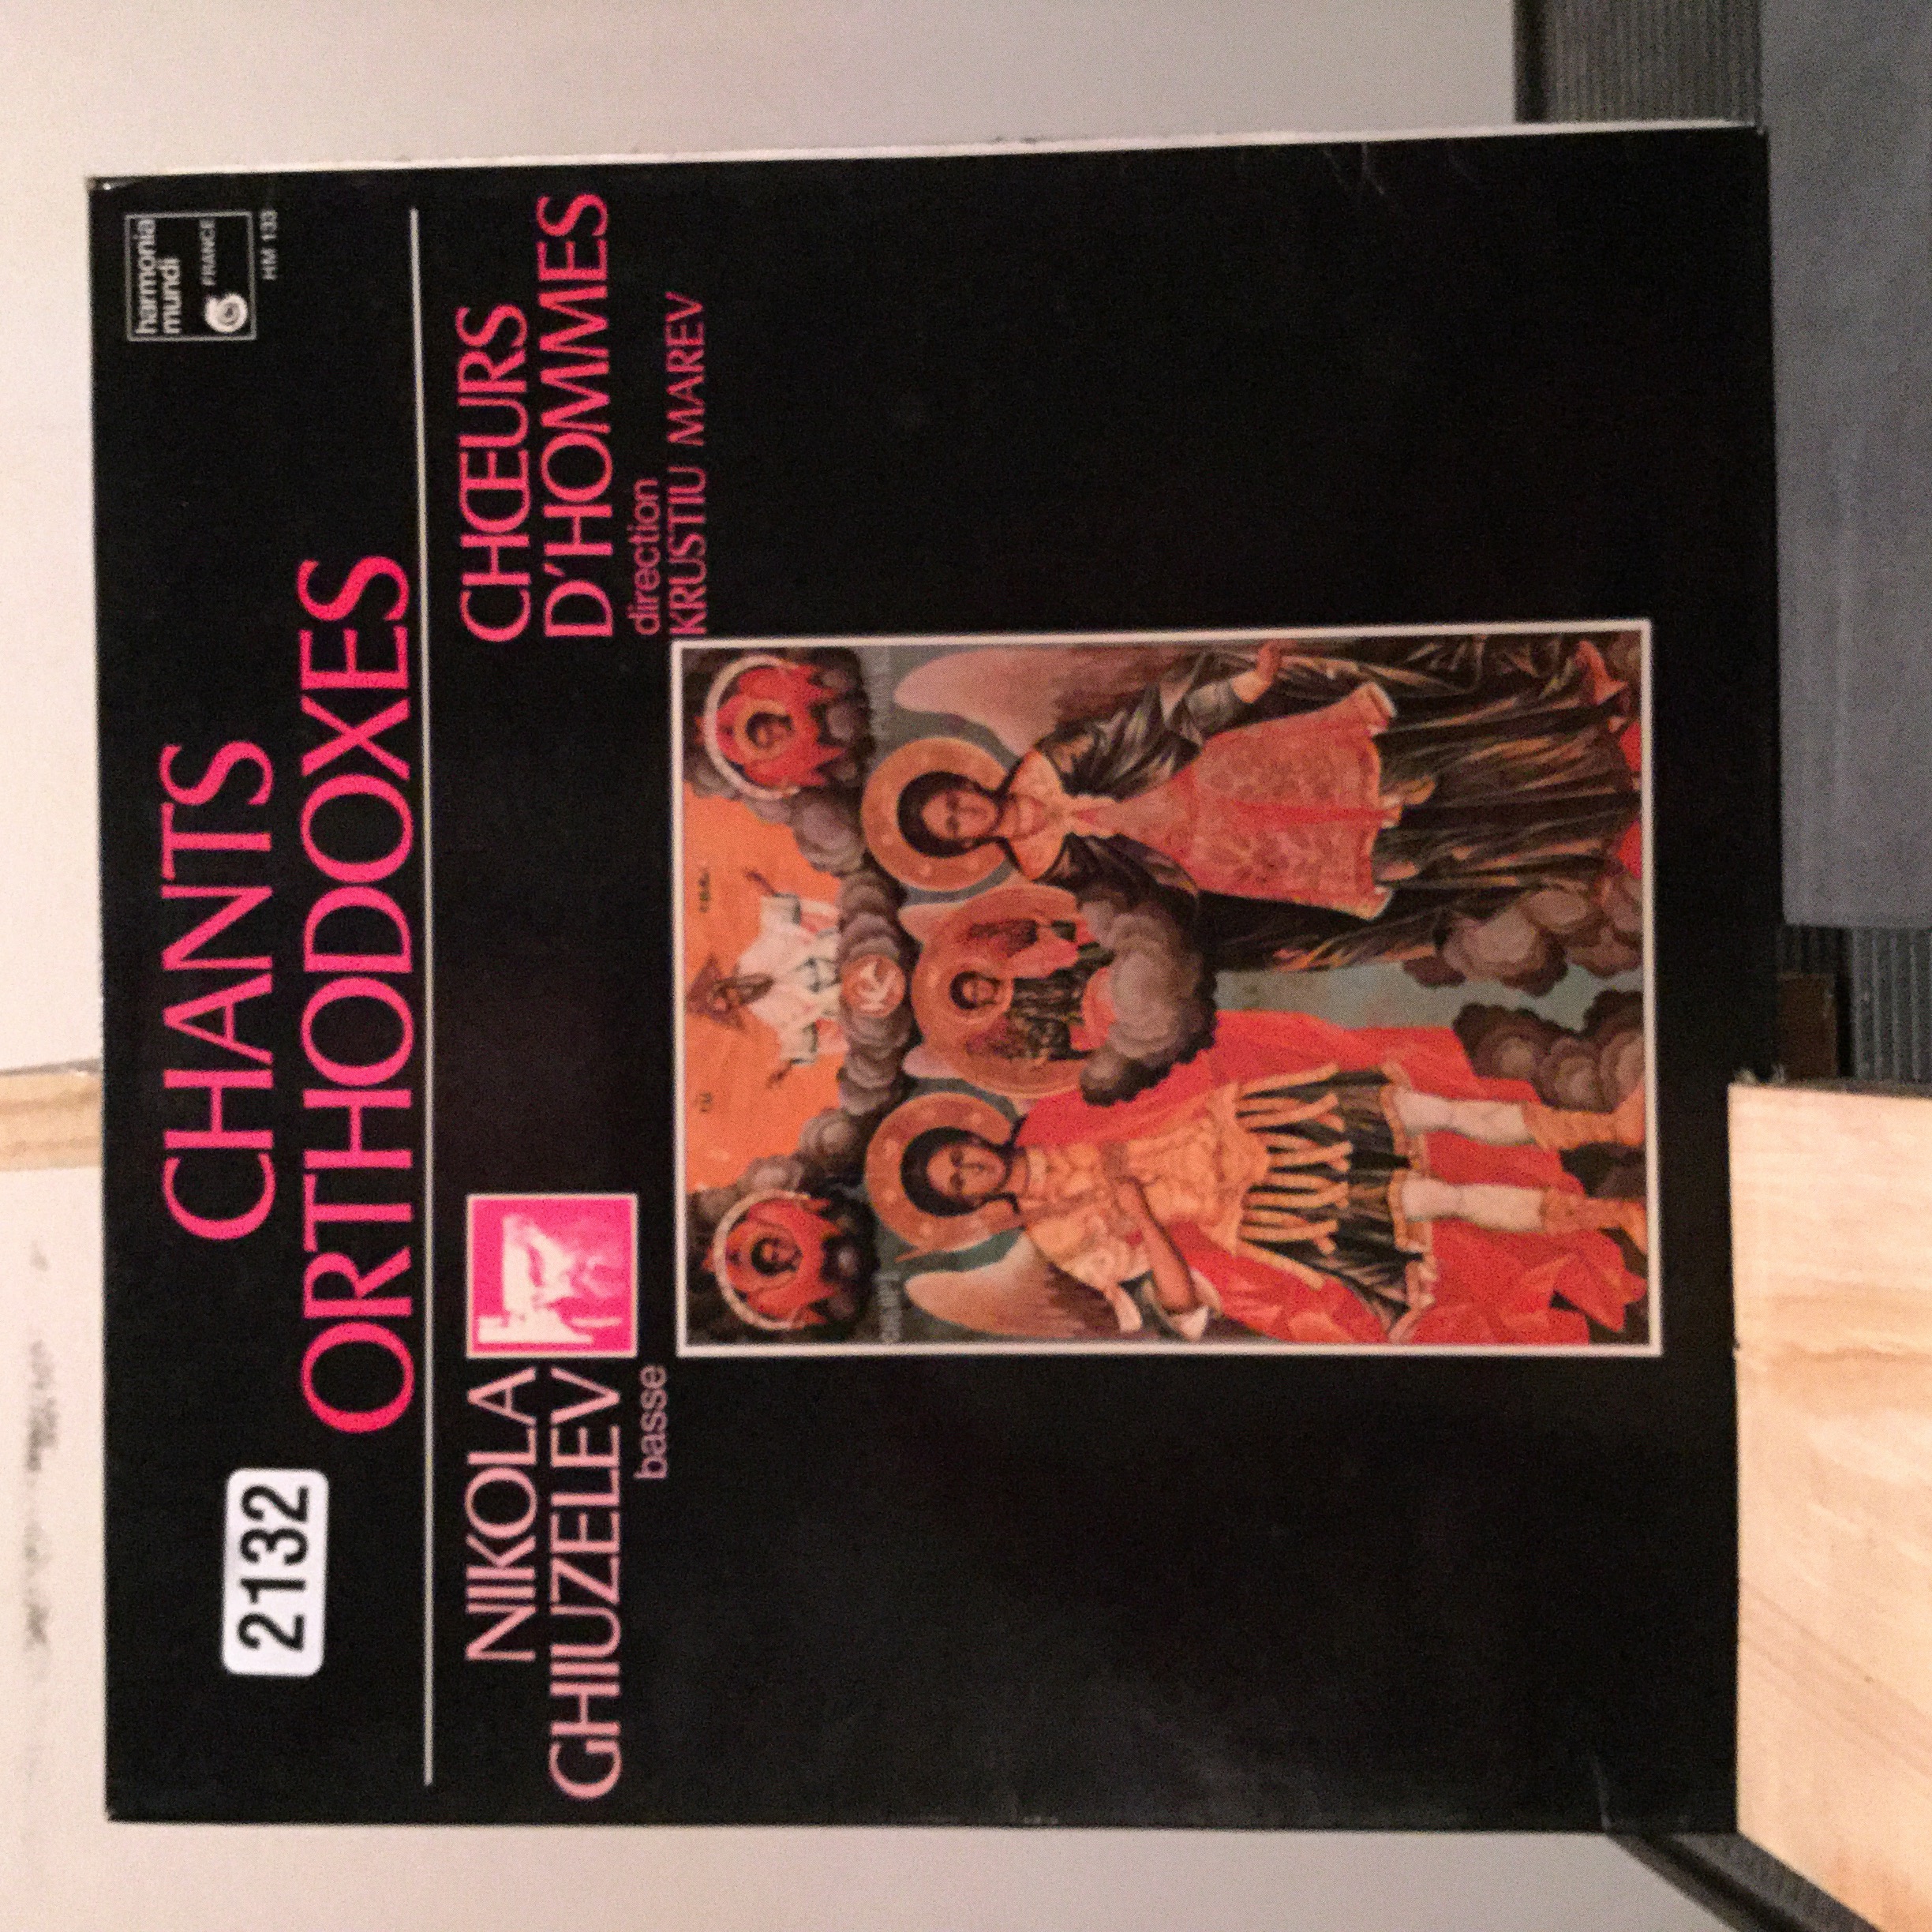 harmonia
mundi
FRANCE
HM 133
CHANTS
ORTHODOXES
2132
NIKOLA
GHIUZELEV
basse
CHŒURS
D'HOMMES
direction
KRUSTIU MAREV